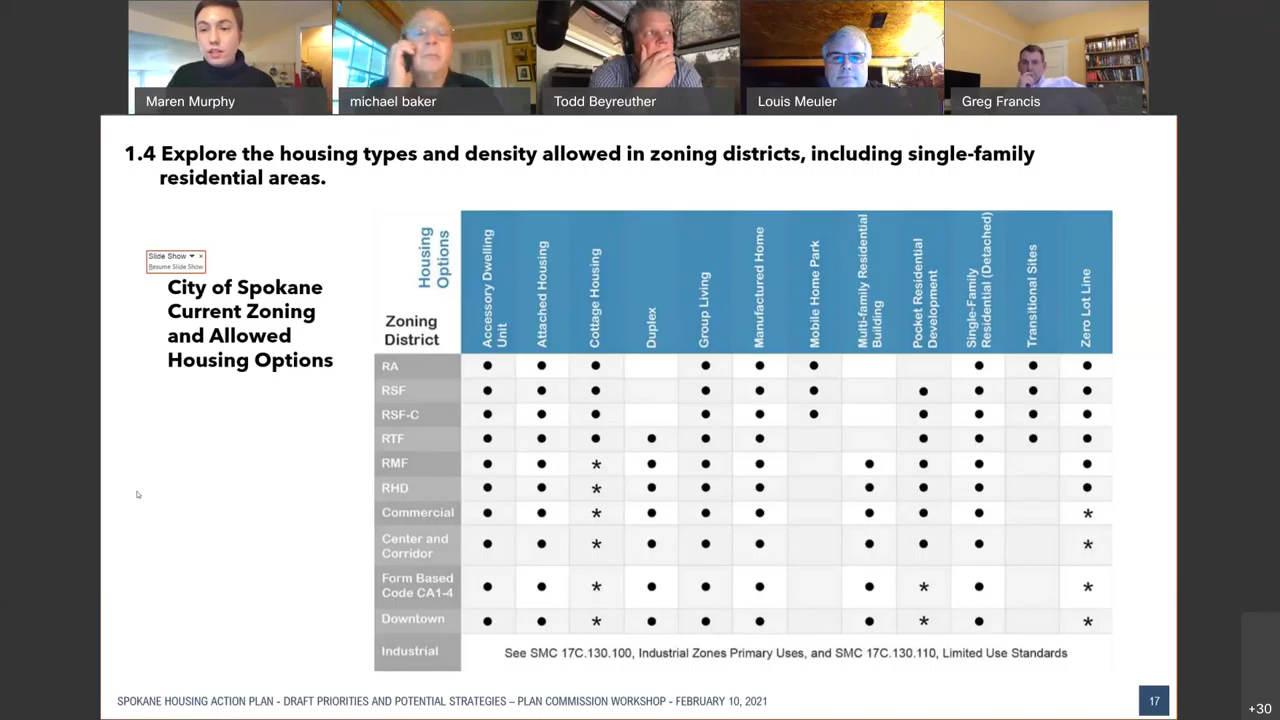 Maren Murphy
michael baker
Todd Beyreuther
Louis Meuler
Greg Francis
1.4 Explore the housing types and density allowed in zoning districts, including single-family
residential areas.
Slide Show
Resume Slide Show
City of Spokane
Current Zoning
and Allowed
Housing Options
Housing
Options
Zoning
District
Accessory Dwelling
Unit
Attached Housing
Cottage Housing
Duplex
Group Living
Manufactured Home
Mobile Home Park
Multi-family Residential
Building
Pocket Residential
Development
Single-Family
Residential (Detached)
Transitional Sites
Zero Lot Line
RA ● ● ● ● ● ● ● ● ●
RSF ● ● ● ● ● ● ● ● ● ●
RSF-C ● ● ● ● ● ● ● ● ● ●
RTF ● ● ● ● ● ● ● ● ● ●
RMF ● ● * ● ● ● ● ● ● ●
RHD ● ● * ● ● ● ● ● ● ●
Commercial ● ● * ● ● ● ● ● ● *
Center and
Corridor ● ● * ● ● ● ● ● ● *
Form Based
Code CA1-4 ● ● * ● ● ● ● * ● *
Downtown ● ● * ● ● ● ● * ● *
Industrial See SMC 17C.130.100, Industrial Zones Primary Uses, and SMC 17C.130.110, Limited Use Standards
SPOKANE HOUSING ACTION PLAN - DRAFT PRIORITIES AND POTENTIAL STRATEGIES – PLAN COMMISSION WORKSHOP - FEBRUARY 10, 2021
17
+30